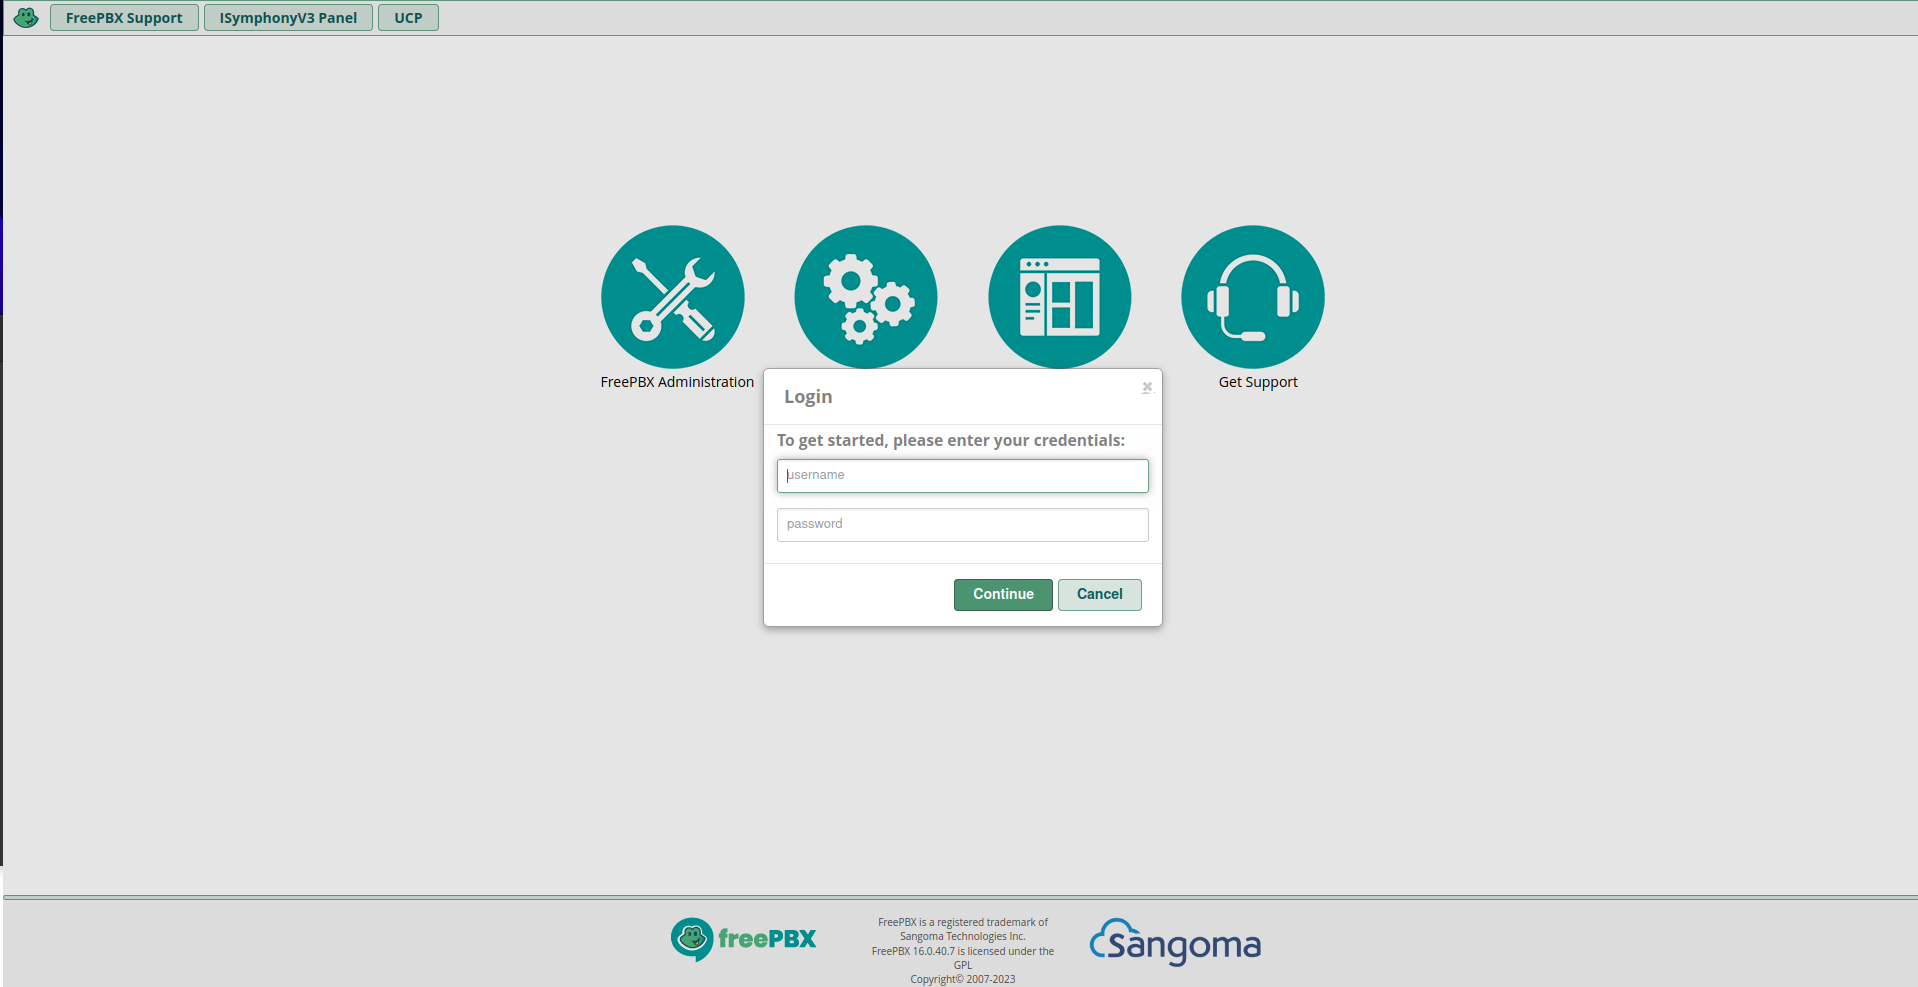 FreePBX Support
ISymphonyV3 Panel
UCP
FreePBX Administration
Get Support
Login
To get started, please enter your credentials:
username
password
Continue
Cancel
freePBX
FreePBX is a registered trademark of
Sangoma Technologies Inc.
FreePBX 16.0.40.7 is licensed under the
GPL
Copyright© 2007-2023
Sangoma